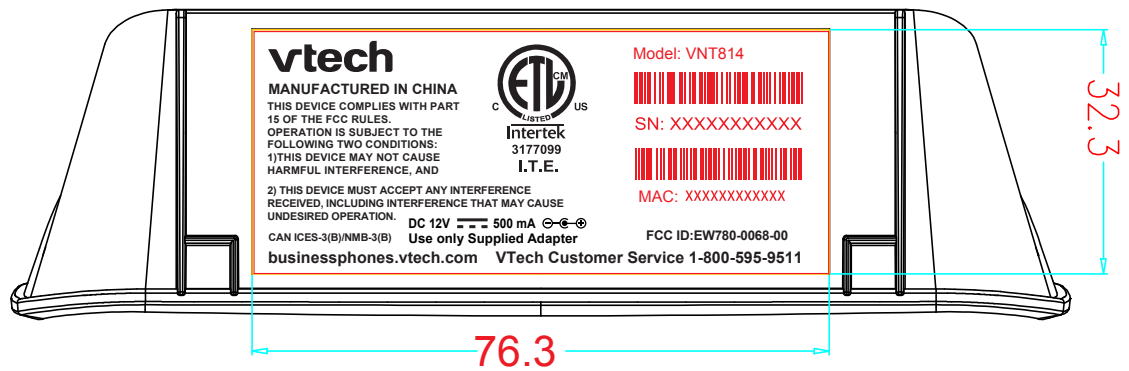 vtech
MANUFACTURED IN CHINA
THIS DEVICE COMPLIES WITH PART
15 OF THE FCC RULES.
OPERATION IS SUBJECT TO THE
FOLLOWING TWO CONDITIONS:
1)THIS DEVICE MAY NOT CAUSE
HARMFUL INTERFERENCE, AND
2) THIS DEVICE MUST ACCEPT ANY INTERFERENCE
RECEIVED, INCLUDING INTERFERENCE THAT MAY CAUSE
UNDESIRED OPERATION.
CAN ICES-3(B)/NMB-3(B)
DC 12V 500 mA
Use only Supplied Adapter
ETL CM
C US
LISTED
Intertek
3177099
I.T.E.
Model: VNT814
SN: XXXXXXXXXXX
MAC: XXXXXXXXXXXX
FCC ID:EW780-0068-00
businessphones.vtech.com VTech Customer Service 1-800-595-9511
32.3
76.3